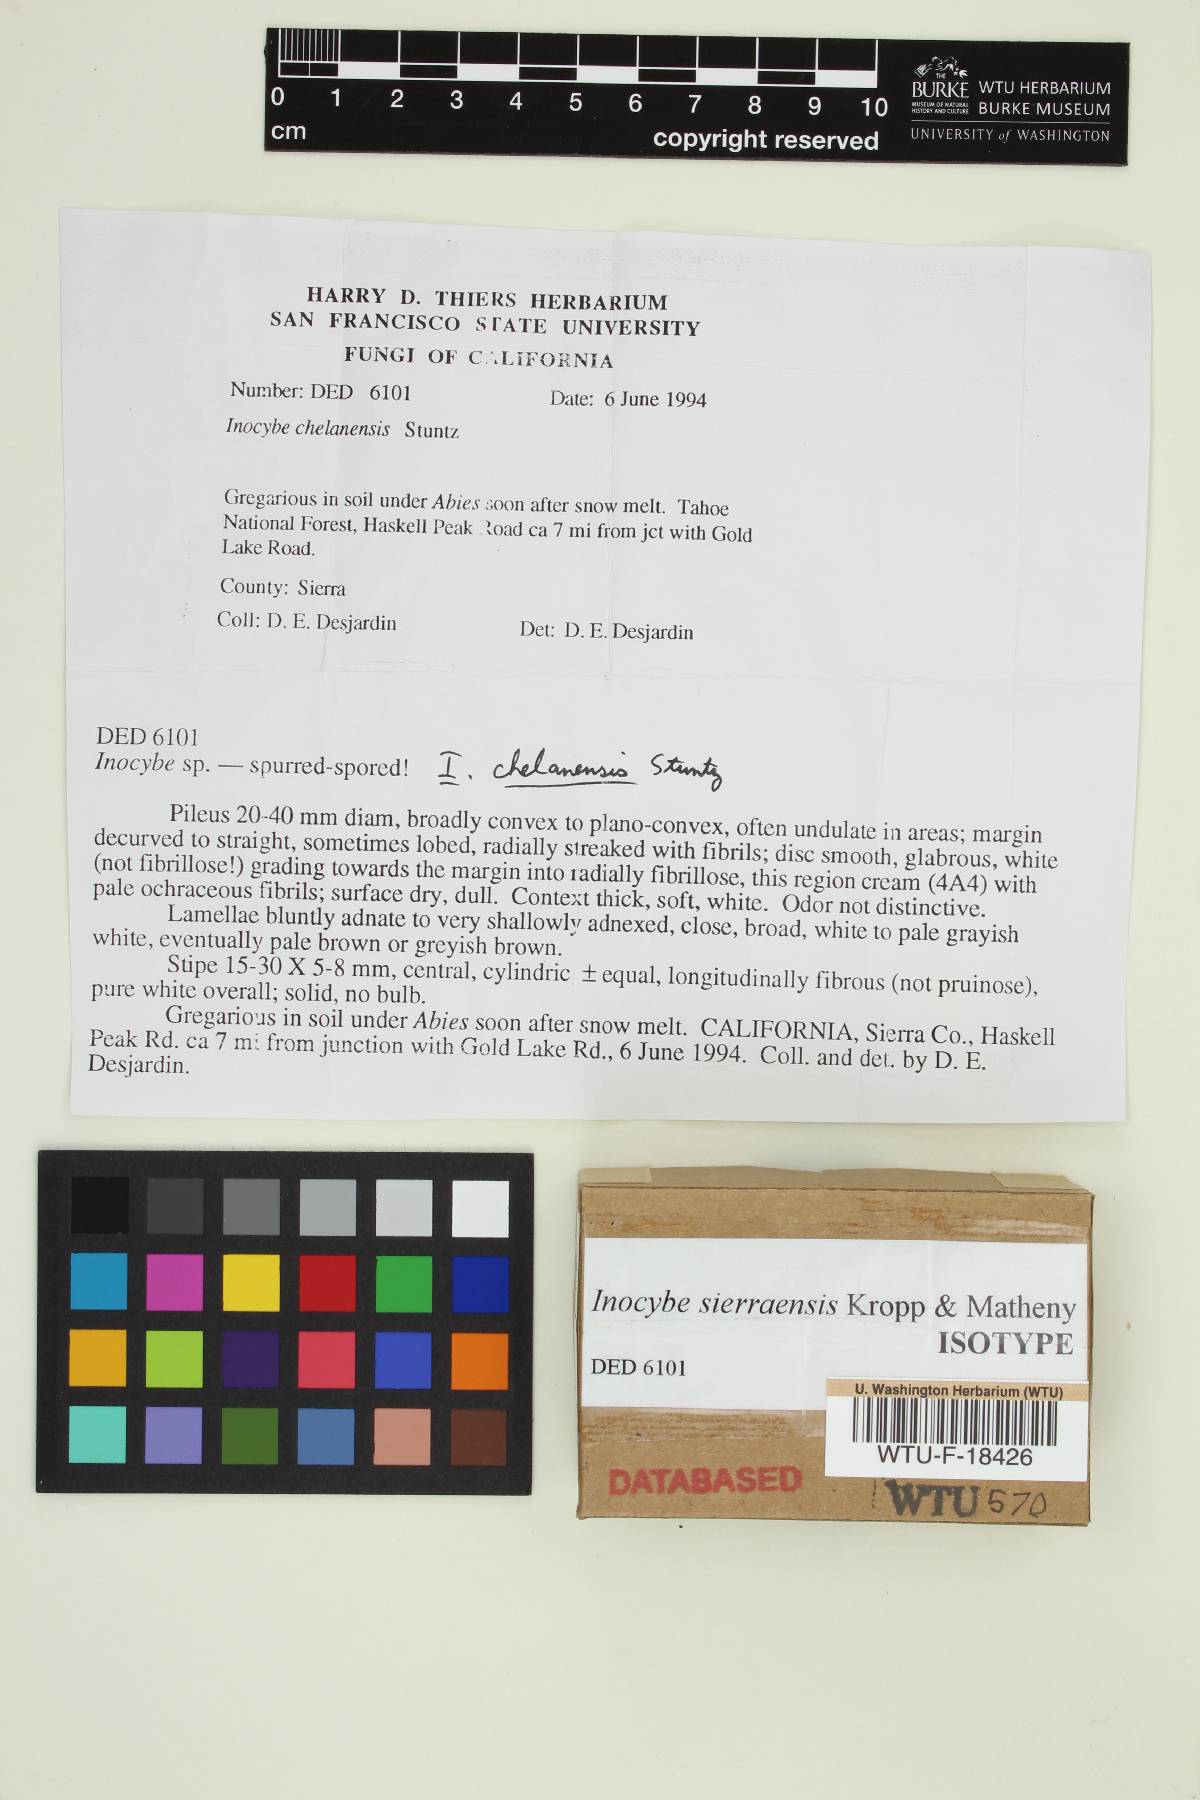 0 1 2 3 4 5 6 7 8 9 10
cm
copyright reserved
THE
BURKE
MUSEUM OF NATURAL
HISTORY AND CULTURE
WTU HERBARIUM
BURKE MUSEUM
UNIVERSITY of WASHINGTON
HARRY D. THIERS HERBARIUM
SAN FRANCISCO STATE UNIVERSITY
FUNGI OF CALIFORNIA
Number: DED 6101 Date: 6 June 1994
Inocybe chelanensis Stuntz
Gregarious in soil under Abies soon after snow melt. Tahoe
National Forest, Haskell Peak Road ca 7 mi from jct with Gold
Lake Road.
County: Sierra
Coll: D. E. Desjardin Det: D. E. Desjardin
DED 6101
Inocybe sp. — spurred-spored! I. chelanensis Stuntz
Pileus 20-40 mm diam, broadly convex to plano-convex, often undulate in areas; margin
decurved to straight, sometimes lobed, radially streaked with fibrils; disc smooth, glabrous, white
(not fibrillose!) grading towards the margin into radially fibrillose, this region cream (4A4) with
pale ochraceous fibrils; surface dry, dull. Context thick, soft, white. Odor not distinctive.
Lamellae bluntly adnate to very shallowly adnexed, close, broad, white to pale grayish
white, eventually pale brown or greyish brown.
Stipe 15-30 X 5-8 mm, central, cylindric ± equal, longitudinally fibrous (not pruinose),
pure white overall; solid, no bulb.
Gregarious in soil under Abies soon after snow melt. CALIFORNIA, Sierra Co., Haskell
Peak Rd. ca 7 mi from junction with Gold Lake Rd., 6 June 1994. Coll. and det. by D. E.
Desjardin.
Inocybe sierraensis Kropp & Matheny
ISOTYPE
DED 6101
U. Washington Herbarium (WTU)
WTU-F-18426
DATABASED
WTU 570